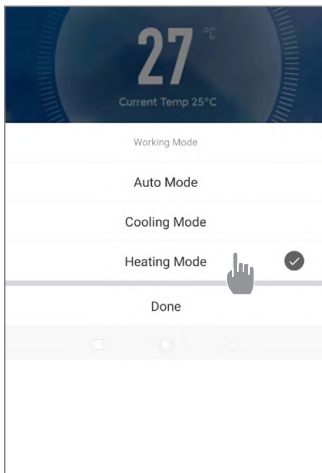 27 °C
Current Temp 25°C
Working Mode
Auto Mode
Cooling Mode
Heating Mode
Done